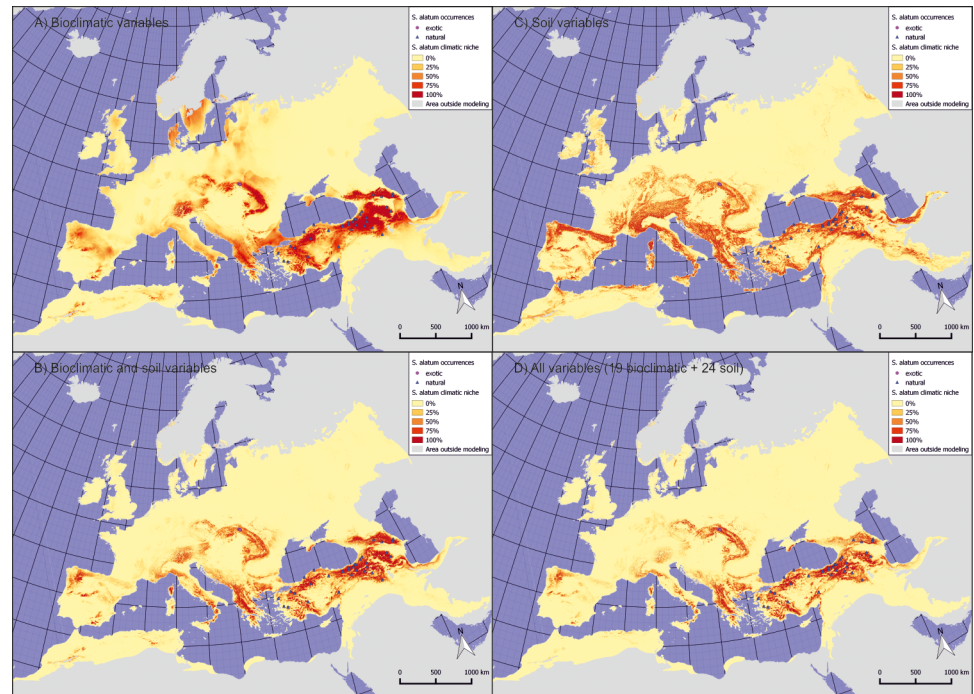 A) Bioclimatic variables
S. alatum occurrences
exotic
natural
S. alatum climatic niche
0%
25%
50%
75%
100%
Area outside modeling
N
0 500 1000 km
C) Soil variables
S. alatum occurrences
exotic
natural
S. alatum climatic niche
0%
25%
50%
75%
100%
Area outside modeling
N
0 500 1000 km
B) Bioclimatic and soil variables
S. alatum occurrences
exotic
natural
S. alatum climatic niche
0%
25%
50%
75%
100%
Area outside modeling
N
0 500 1000 km
D) All variables (19 bioclimatic + 24 soil)
S. alatum occurrences
exotic
natural
S. alatum climatic niche
0%
25%
50%
75%
100%
Area outside modeling
N
0 500 1000 km